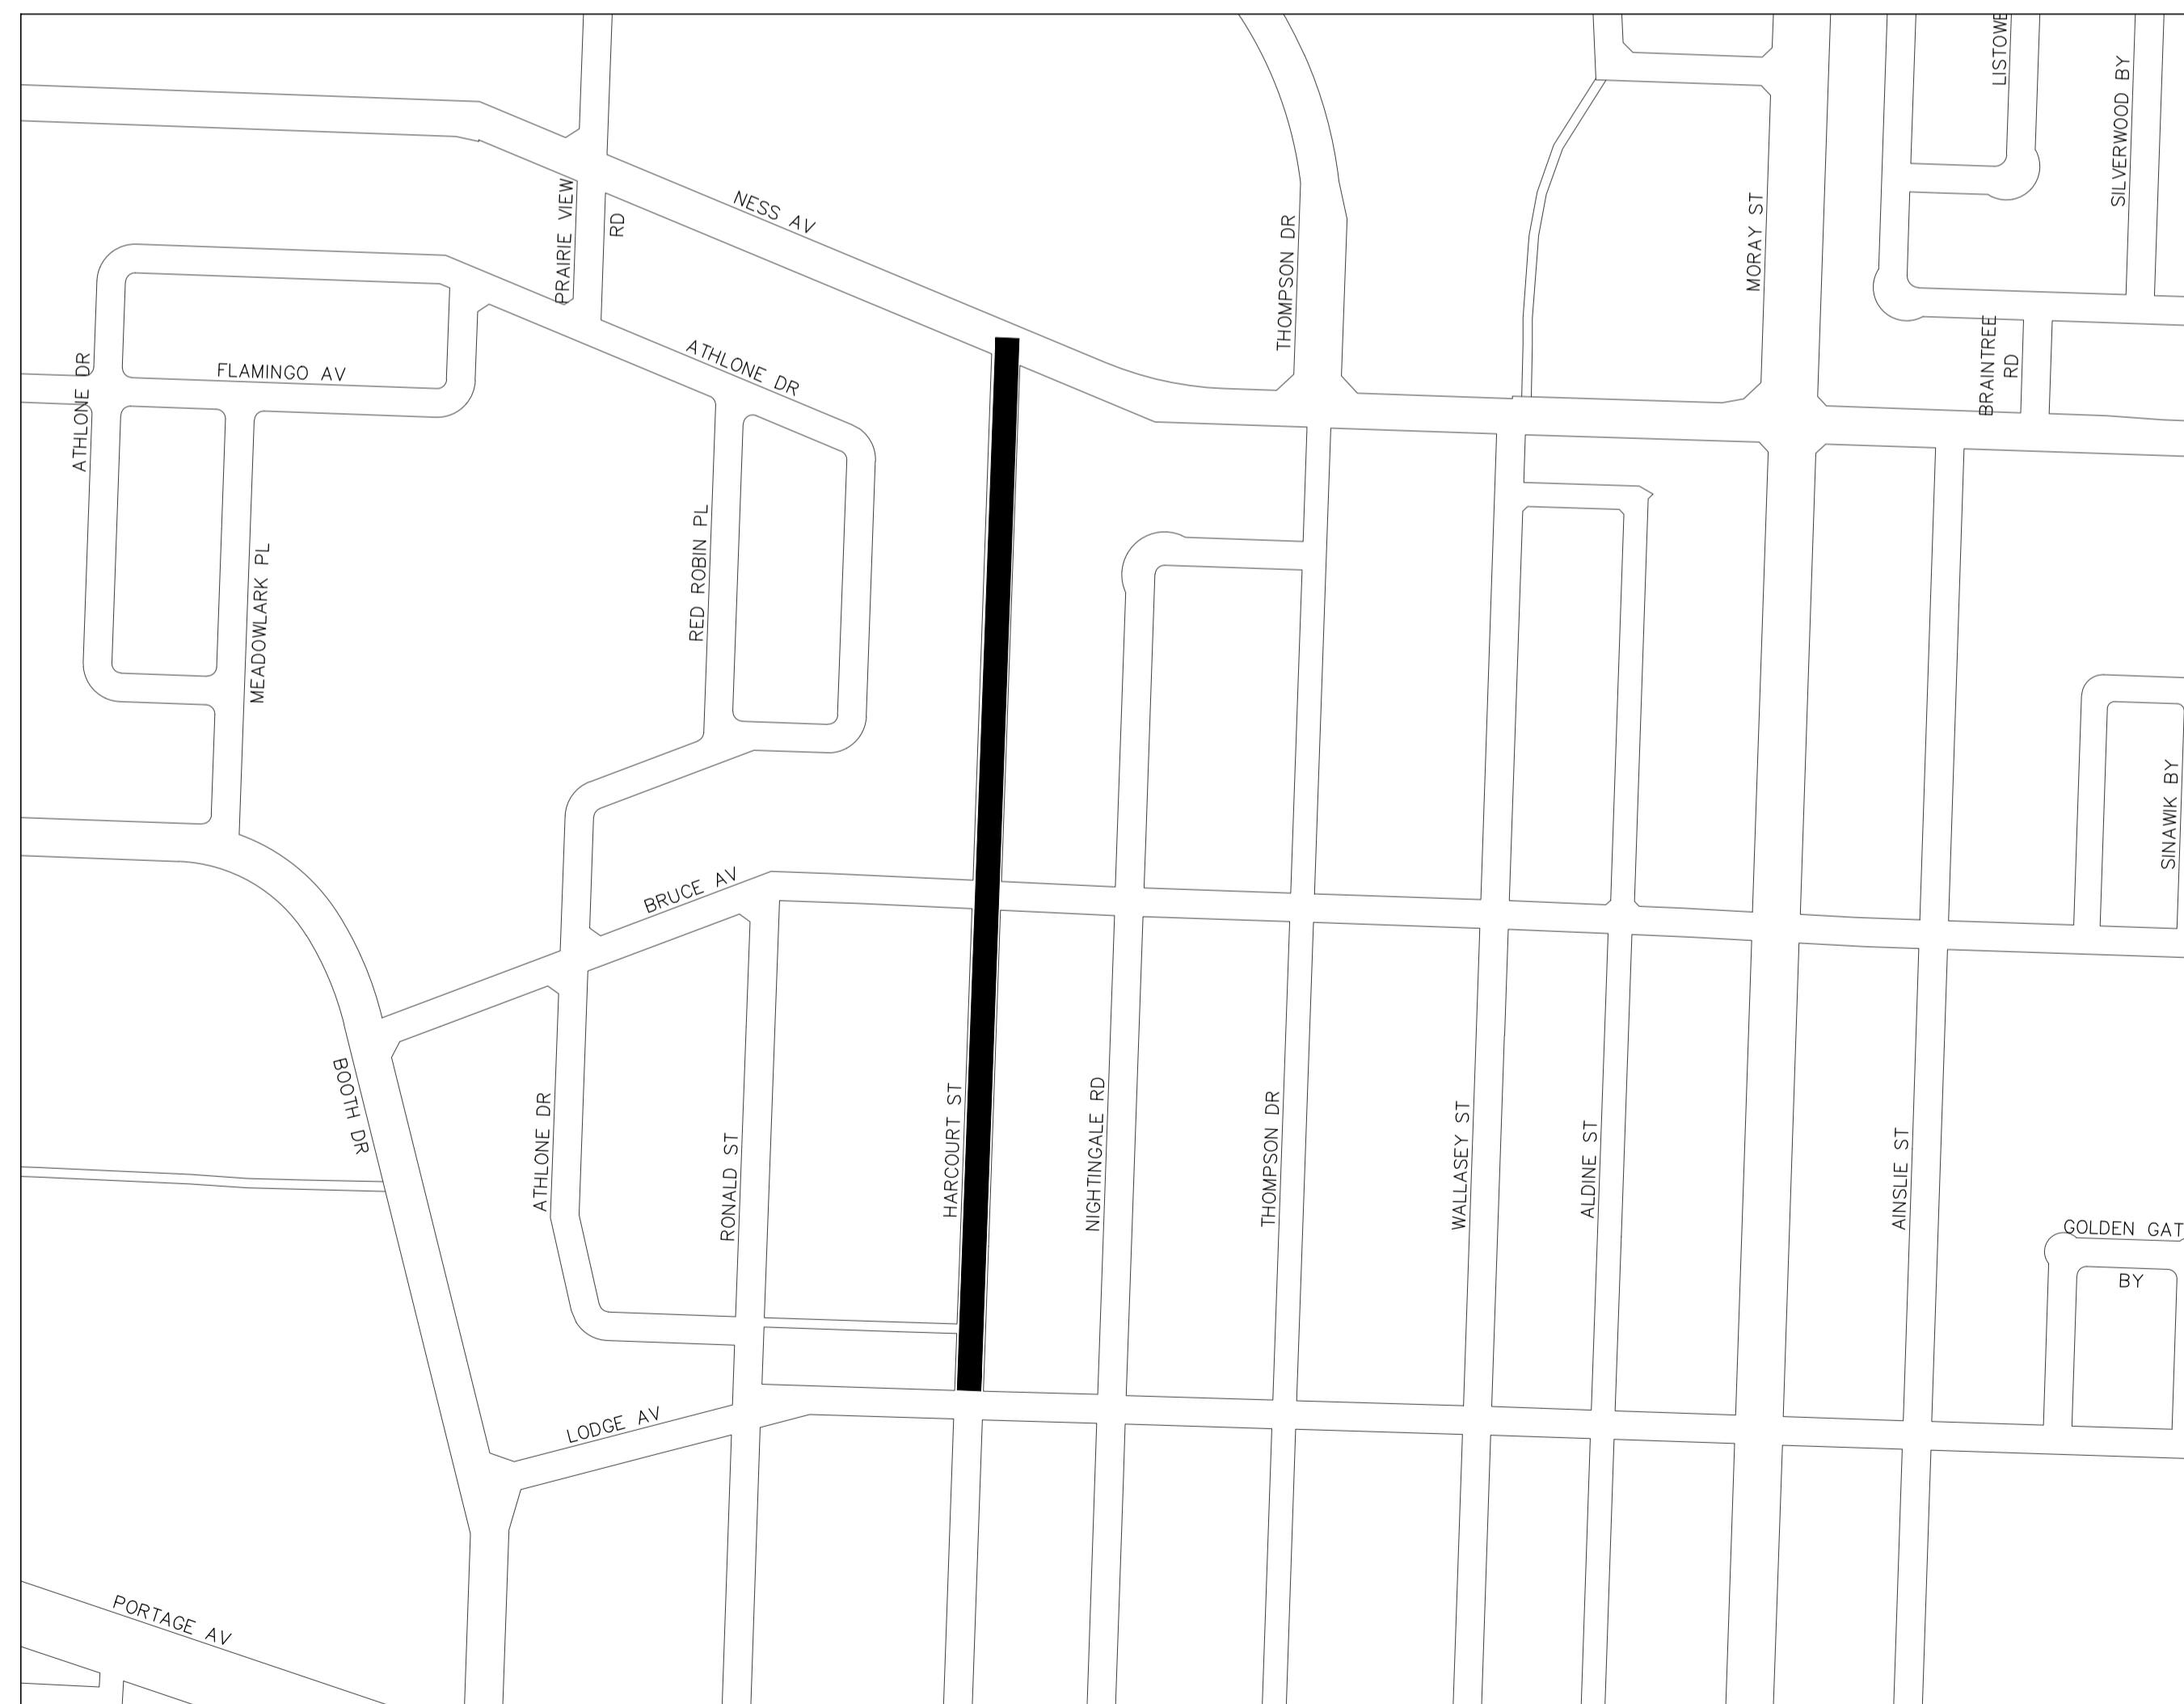 LISTOWE
SILVERWOOD BY
PRAIRIE VIEW
RD
NESS AV
THOMPSON DR
MORAY ST
ATHLONE DR
FLAMINGO AV
ATHLONE DR
BRAINTREE
RD
MEADOWLARK PL
RED ROBIN PL
SINAWIK BY
BRUCE AV
BOOTH DR
ATHLONE DR
RONALD ST
HARCOURT ST
NIGHTINGALE RD
THOMPSON DR
WALLASEY ST
ALDINE ST
AINSLIE ST
GOLDEN GAT
BY
LODGE AV
PORTAGE AV